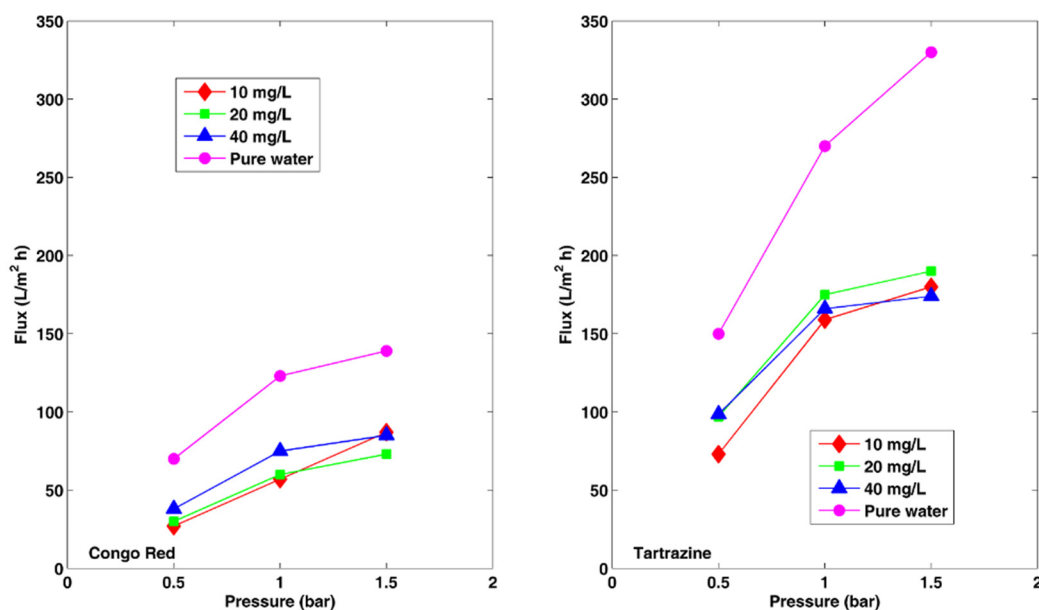 350
300
250
200
150
100
50
0
Flux (L/m² h)
10 mg/L
20 mg/L
40 mg/L
Pure water
Congo Red
0
0.5
1
1.5
2
Pressure (bar)
350
300
250
200
150
100
50
0
Flux (L/m² h)
10 mg/L
20 mg/L
40 mg/L
Pure water
Tartrazine
0
0.5
1
1.5
2
Pressure (bar)